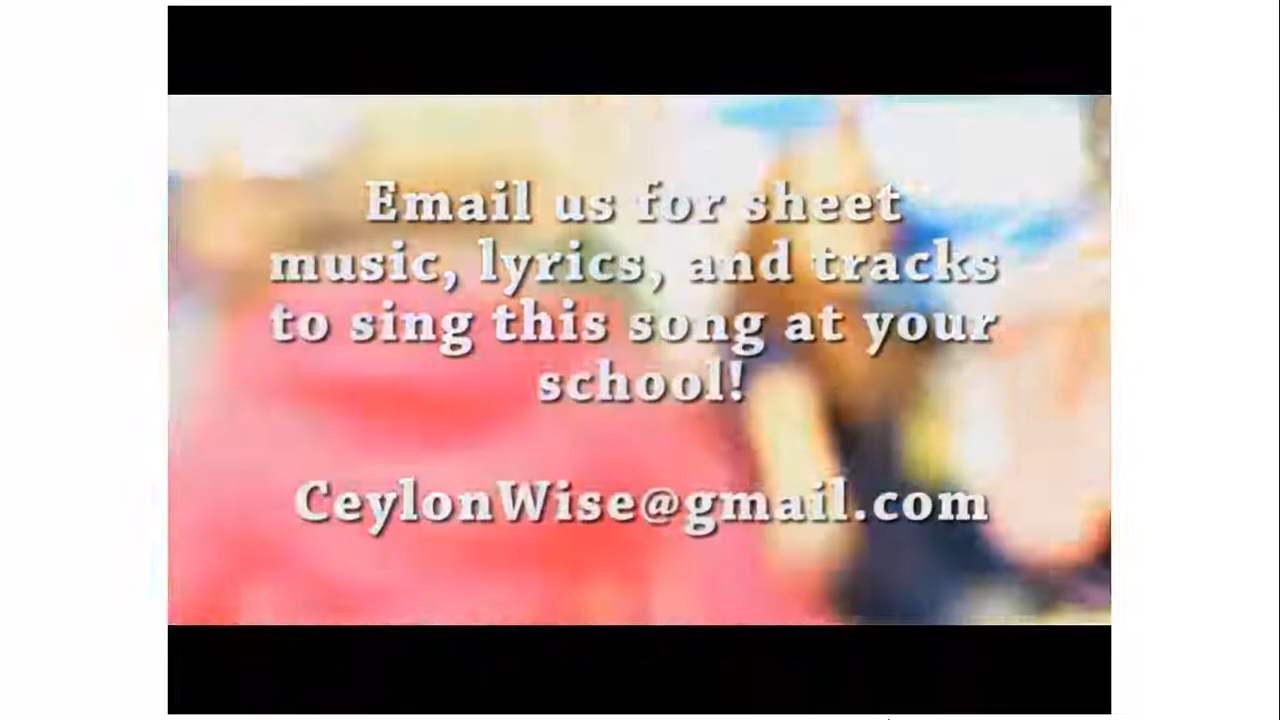 Email us for sheet
music, lyrics, and tracks
to sing this song at your
school!
CeylonWise@gmail.com